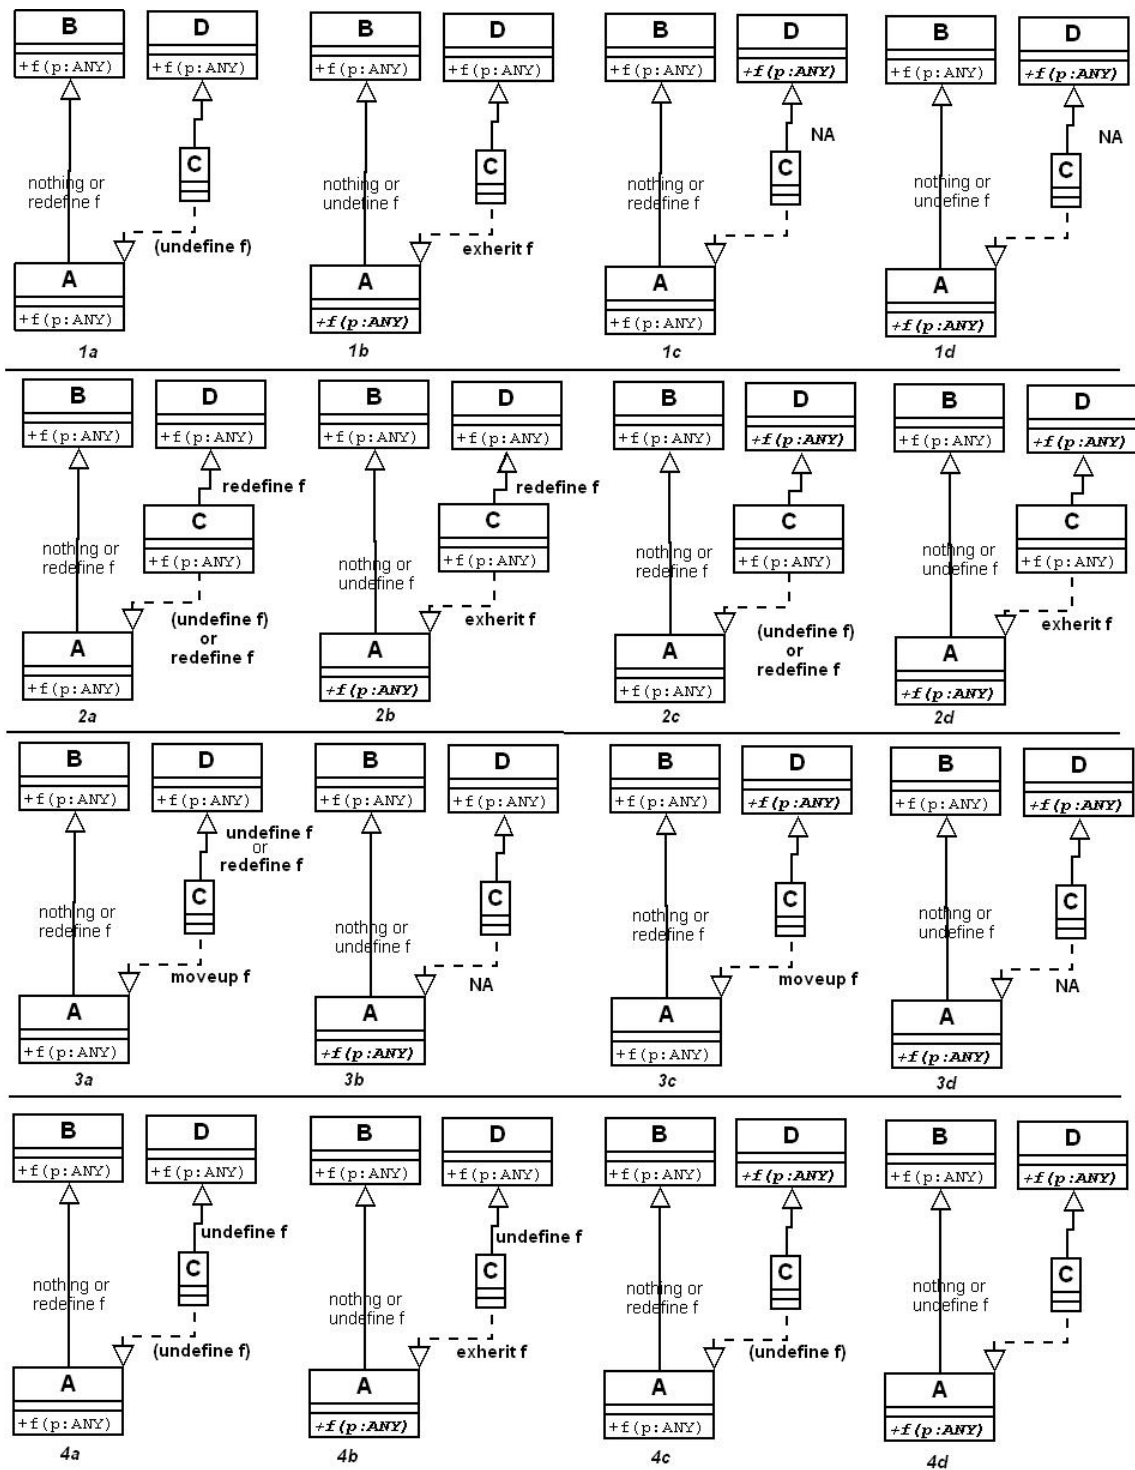 B D B D B D B D
+f(p:ANY) +f(p:ANY) +f(p:ANY) +f(p:ANY) +f(p:ANY) +f(p:ANY) +f(p:ANY) +f(p:ANY)
NA NA
C C C C
nothing or nothing or nothing or nothing or
redefine f undefine f redefine f undefine f
(undefine f) exherit f
A A A A
+f(p:ANY) +f(p:ANY) +f(p:ANY) +f(p:ANY)
1a 1b 1c 1d
B D B D B D B D
+f(p:ANY) +f(p:ANY) +f(p:ANY) +f(p:ANY) +f(p:ANY) +f(p:ANY) +f(p:ANY) +f(p:ANY)
redefine f redefine f
C C C C
nothing or nothng or nothing or nothng or
redefine f undefine f redefine f undefine f
+f(p:ANY) +f(p:ANY) +f(p:ANY) +f(p:ANY)
(undefine f) exherit f (undefine f) exherit f
or or
redefine f redefine f
A A A A
+f(p:ANY) +f(p:ANY) +f(p:ANY) +f(p:ANY)
2a 2b 2c 2d
B D B D B D B D
+f(p:ANY) +f(p:ANY) +f(p:ANY) +f(p:ANY) +f(p:ANY) +f(p:ANY) +f(p:ANY) +f(p:ANY)
undefine f
or
redefine f
C C C C
nothing or nothng or nothing or nothng or
redefine f undefine f redefine f undefine f
moveup f NA moveup f NA
A A A A
+f(p:ANY) +f(p:ANY) +f(p:ANY) +f(p:ANY)
3a 3b 3c 3d
B D B D B D B D
+f(p:ANY) +f(p:ANY) +f(p:ANY) +f(p:ANY) +f(p:ANY) +f(p:ANY) +f(p:ANY) +f(p:ANY)
undefine f undefine f
C C C C
nothing or nothng or nothing or nothng or
redefine f undefine f redefine f undefine f
(undefine f) exherit f (undefine f)
A A A A
+f(p:ANY) +f(p:ANY) +f(p:ANY) +f(p:ANY)
4a 4b 4c 4d